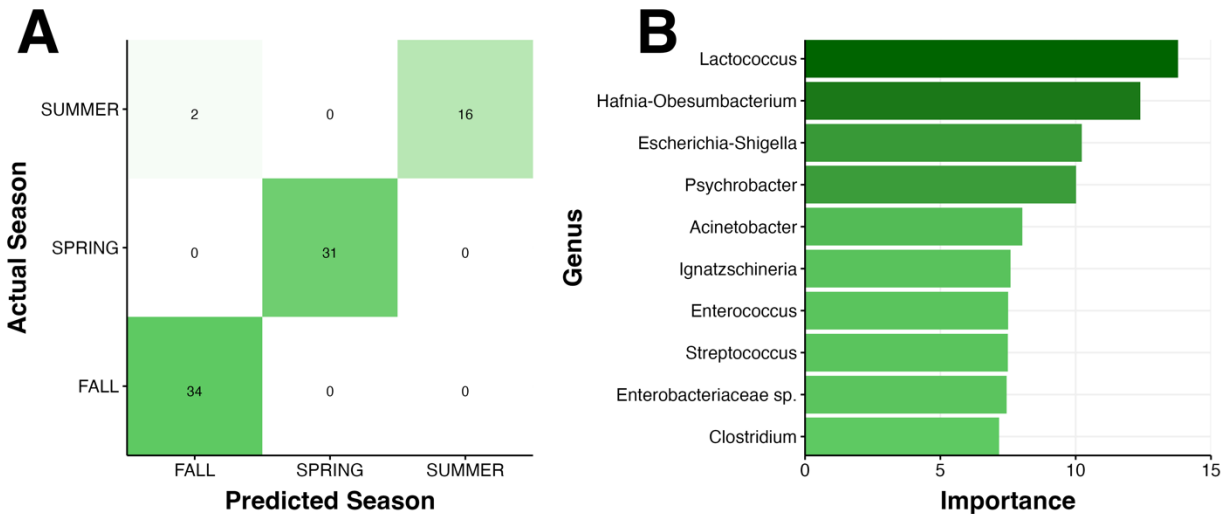 A
Actual Season
SUMMER
2 0 16
SPRING
0 31 0
FALL
34 0 0
FALL SPRING SUMMER
Predicted Season
B
Genus
Lactococcus
Hafnia-Obesumbacterium
Escherichia-Shigella
Psychrobacter
Acinetobacter
Ignatzschineria
Enterococcus
Streptococcus
Enterobacteriaceae sp.
Clostridium
0 5 10 15
Importance